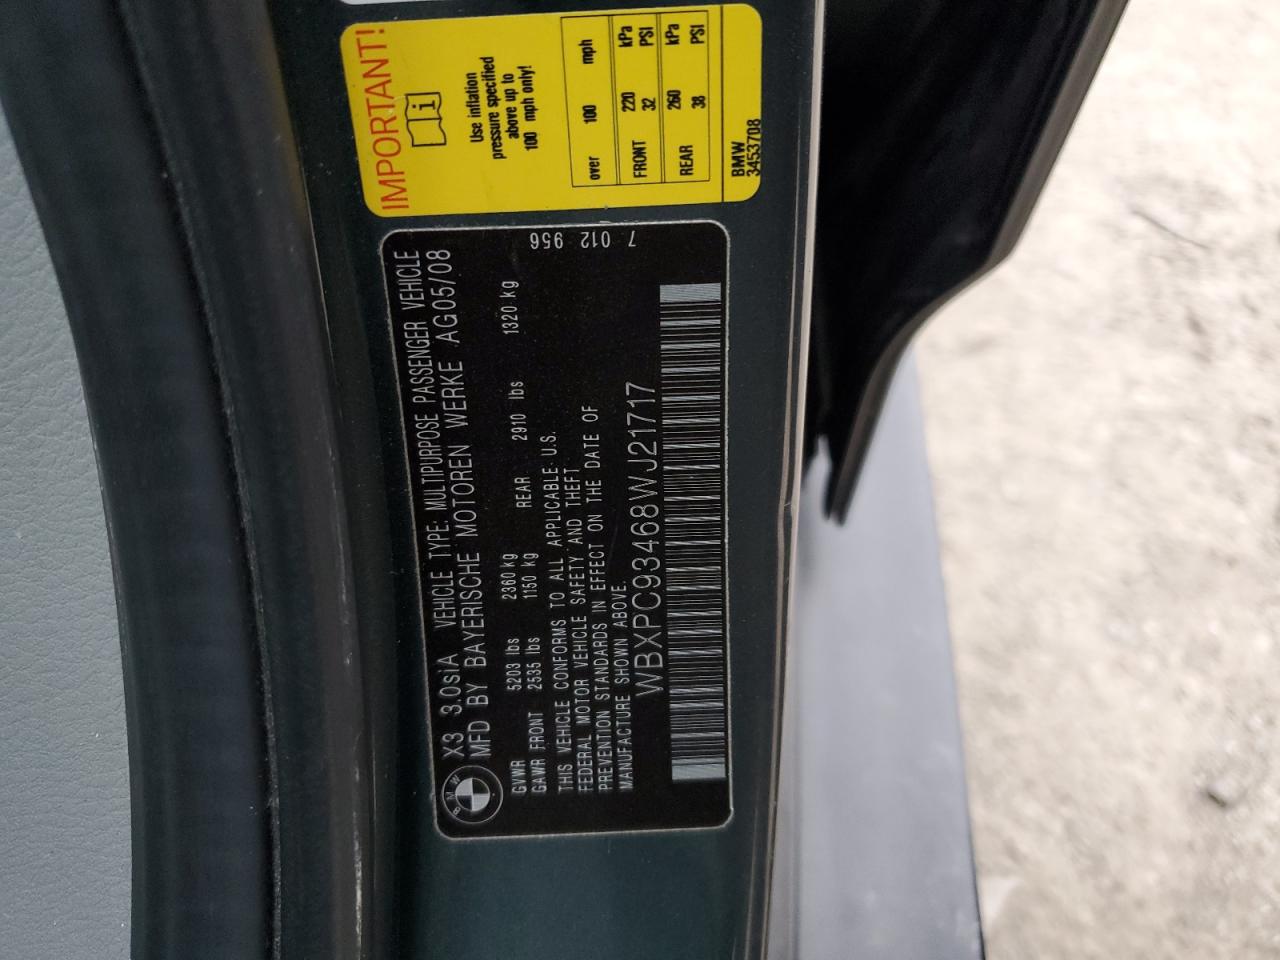 IMPORTANT!
i
Use inflation
pressure specified
above up to
100 mph only!
over 100 mph
FRONT 220 kPa
32 PSI
REAR 260 kPa
38 PSI
BMW
3453708
BMW
X3 3.0siA VEHICLE TYPE: MULTIPURPOSE PASSENGER VEHICLE
MFD BY BAYERISCHE MOTOREN WERKE AG05/08
GVWR 5203 lbs 2360 kg
GAWR FRONT 2535 lbs 1150 kg REAR 2910 lbs 1320 kg
THIS VEHICLE CONFORMS TO ALL APPLICABLE U.S.
FEDERAL MOTOR VEHICLE SAFETY AND THEFT
PREVENTION STANDARDS IN EFFECT ON THE DATE OF
MANUFACTURE SHOWN ABOVE.
WBXPC93468WJ21717
7 012 956